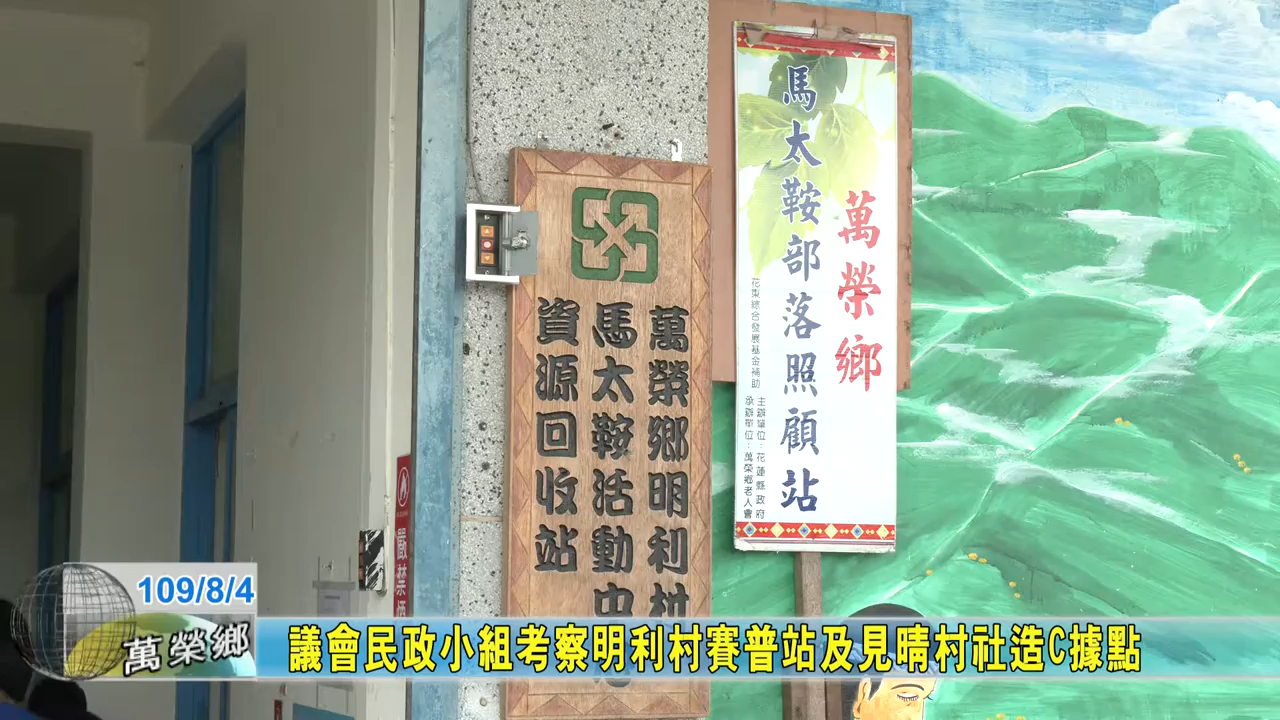 萬榮鄉
馬太鞍部落照顧站
花東綜合發展基金補助
主辦單位：花蓮縣政府
承辦單位：萬榮鄉老人會
萬榮鄉明利村
馬太鞍活動中心
資源回收站
嚴禁
109/8/4
萬榮鄉
議會民政小組考察明利村賽普站及見晴村社造C據點